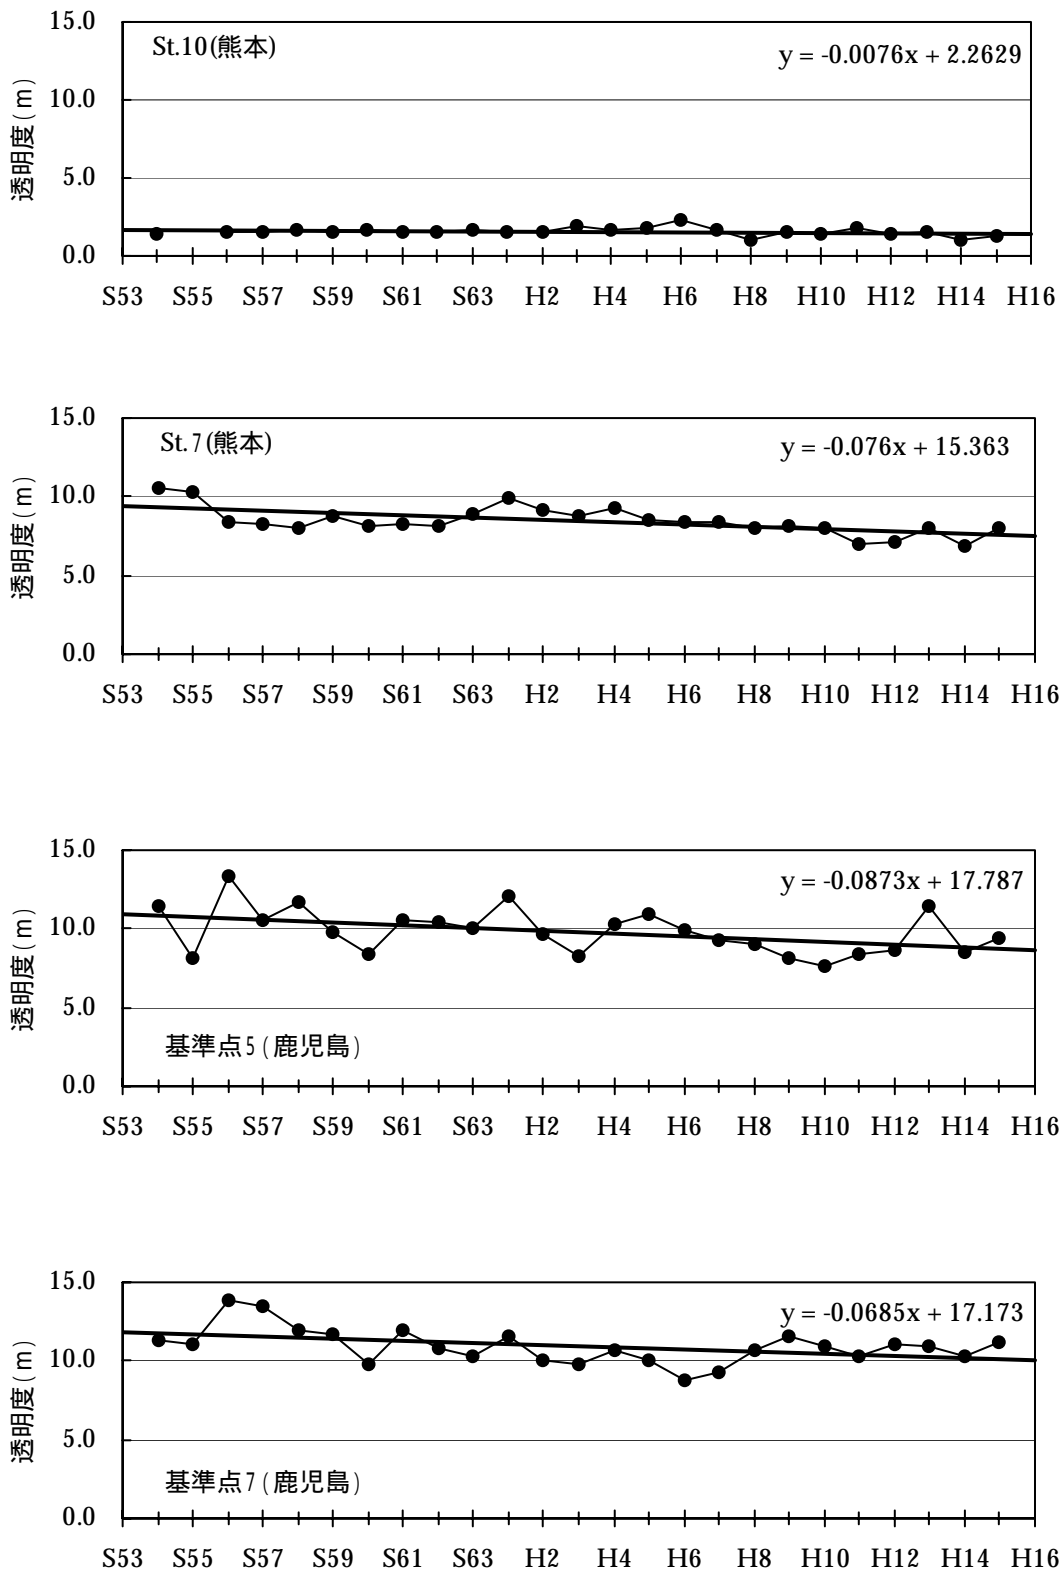 St.10(熊本)
y = -0.0076x + 2.2629
透明度(m)
15.0
10.0
5.0
0.0
S53 S55 S57 S59 S61 S63 H2 H4 H6 H8 H10 H12 H14 H16
St.7(熊本)
y = -0.076x + 15.363
透明度(m)
15.0
10.0
5.0
0.0
S53 S55 S57 S59 S61 S63 H2 H4 H6 H8 H10 H12 H14 H16
y = -0.0873x + 17.787
透明度(m)
15.0
10.0
5.0
0.0
基準点5(鹿児島)
S53 S55 S57 S59 S61 S63 H2 H4 H6 H8 H10 H12 H14 H16
y = -0.0685x + 17.173
透明度(m)
15.0
10.0
5.0
0.0
基準点7(鹿児島)
S53 S55 S57 S59 S61 S63 H2 H4 H6 H8 H10 H12 H14 H16